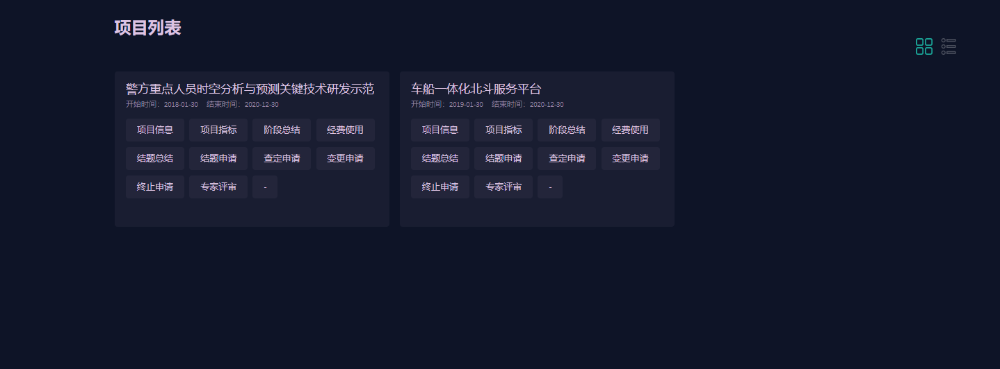 项目列表
警方重点人员时空分析与预测关键技术研发示范
开始时间：2018-01-30 结束时间：2020-12-30
项目信息 项目指标 阶段总结 经费使用
结题总结 结题申请 查定申请 变更申请
终止申请 专家评审 -
车船一体化北斗服务平台
开始时间：2019-01-30 结束时间：2020-12-30
项目信息 项目指标 阶段总结 经费使用
结题总结 结题申请 查定申请 变更申请
终止申请 专家评审 -